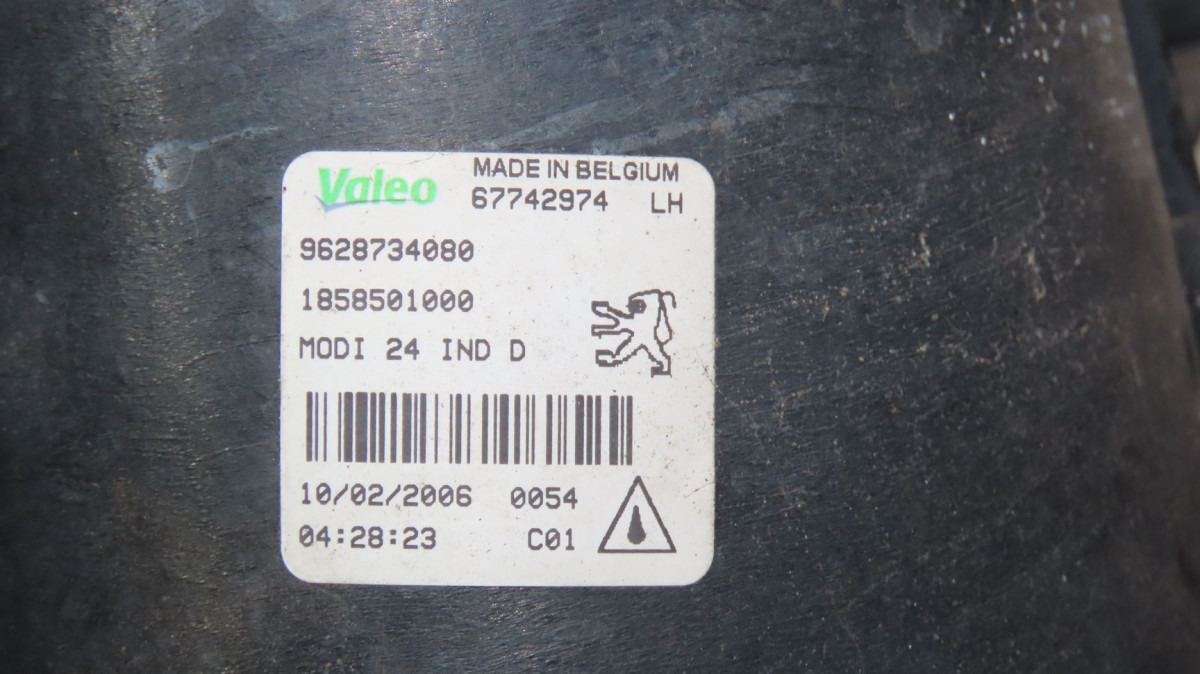 Valeo MADE IN BELGIUM
67742974 LH
9628734080
1858501000
MODI 24 IND D
10/02/2006 0054
04:28:23 C01